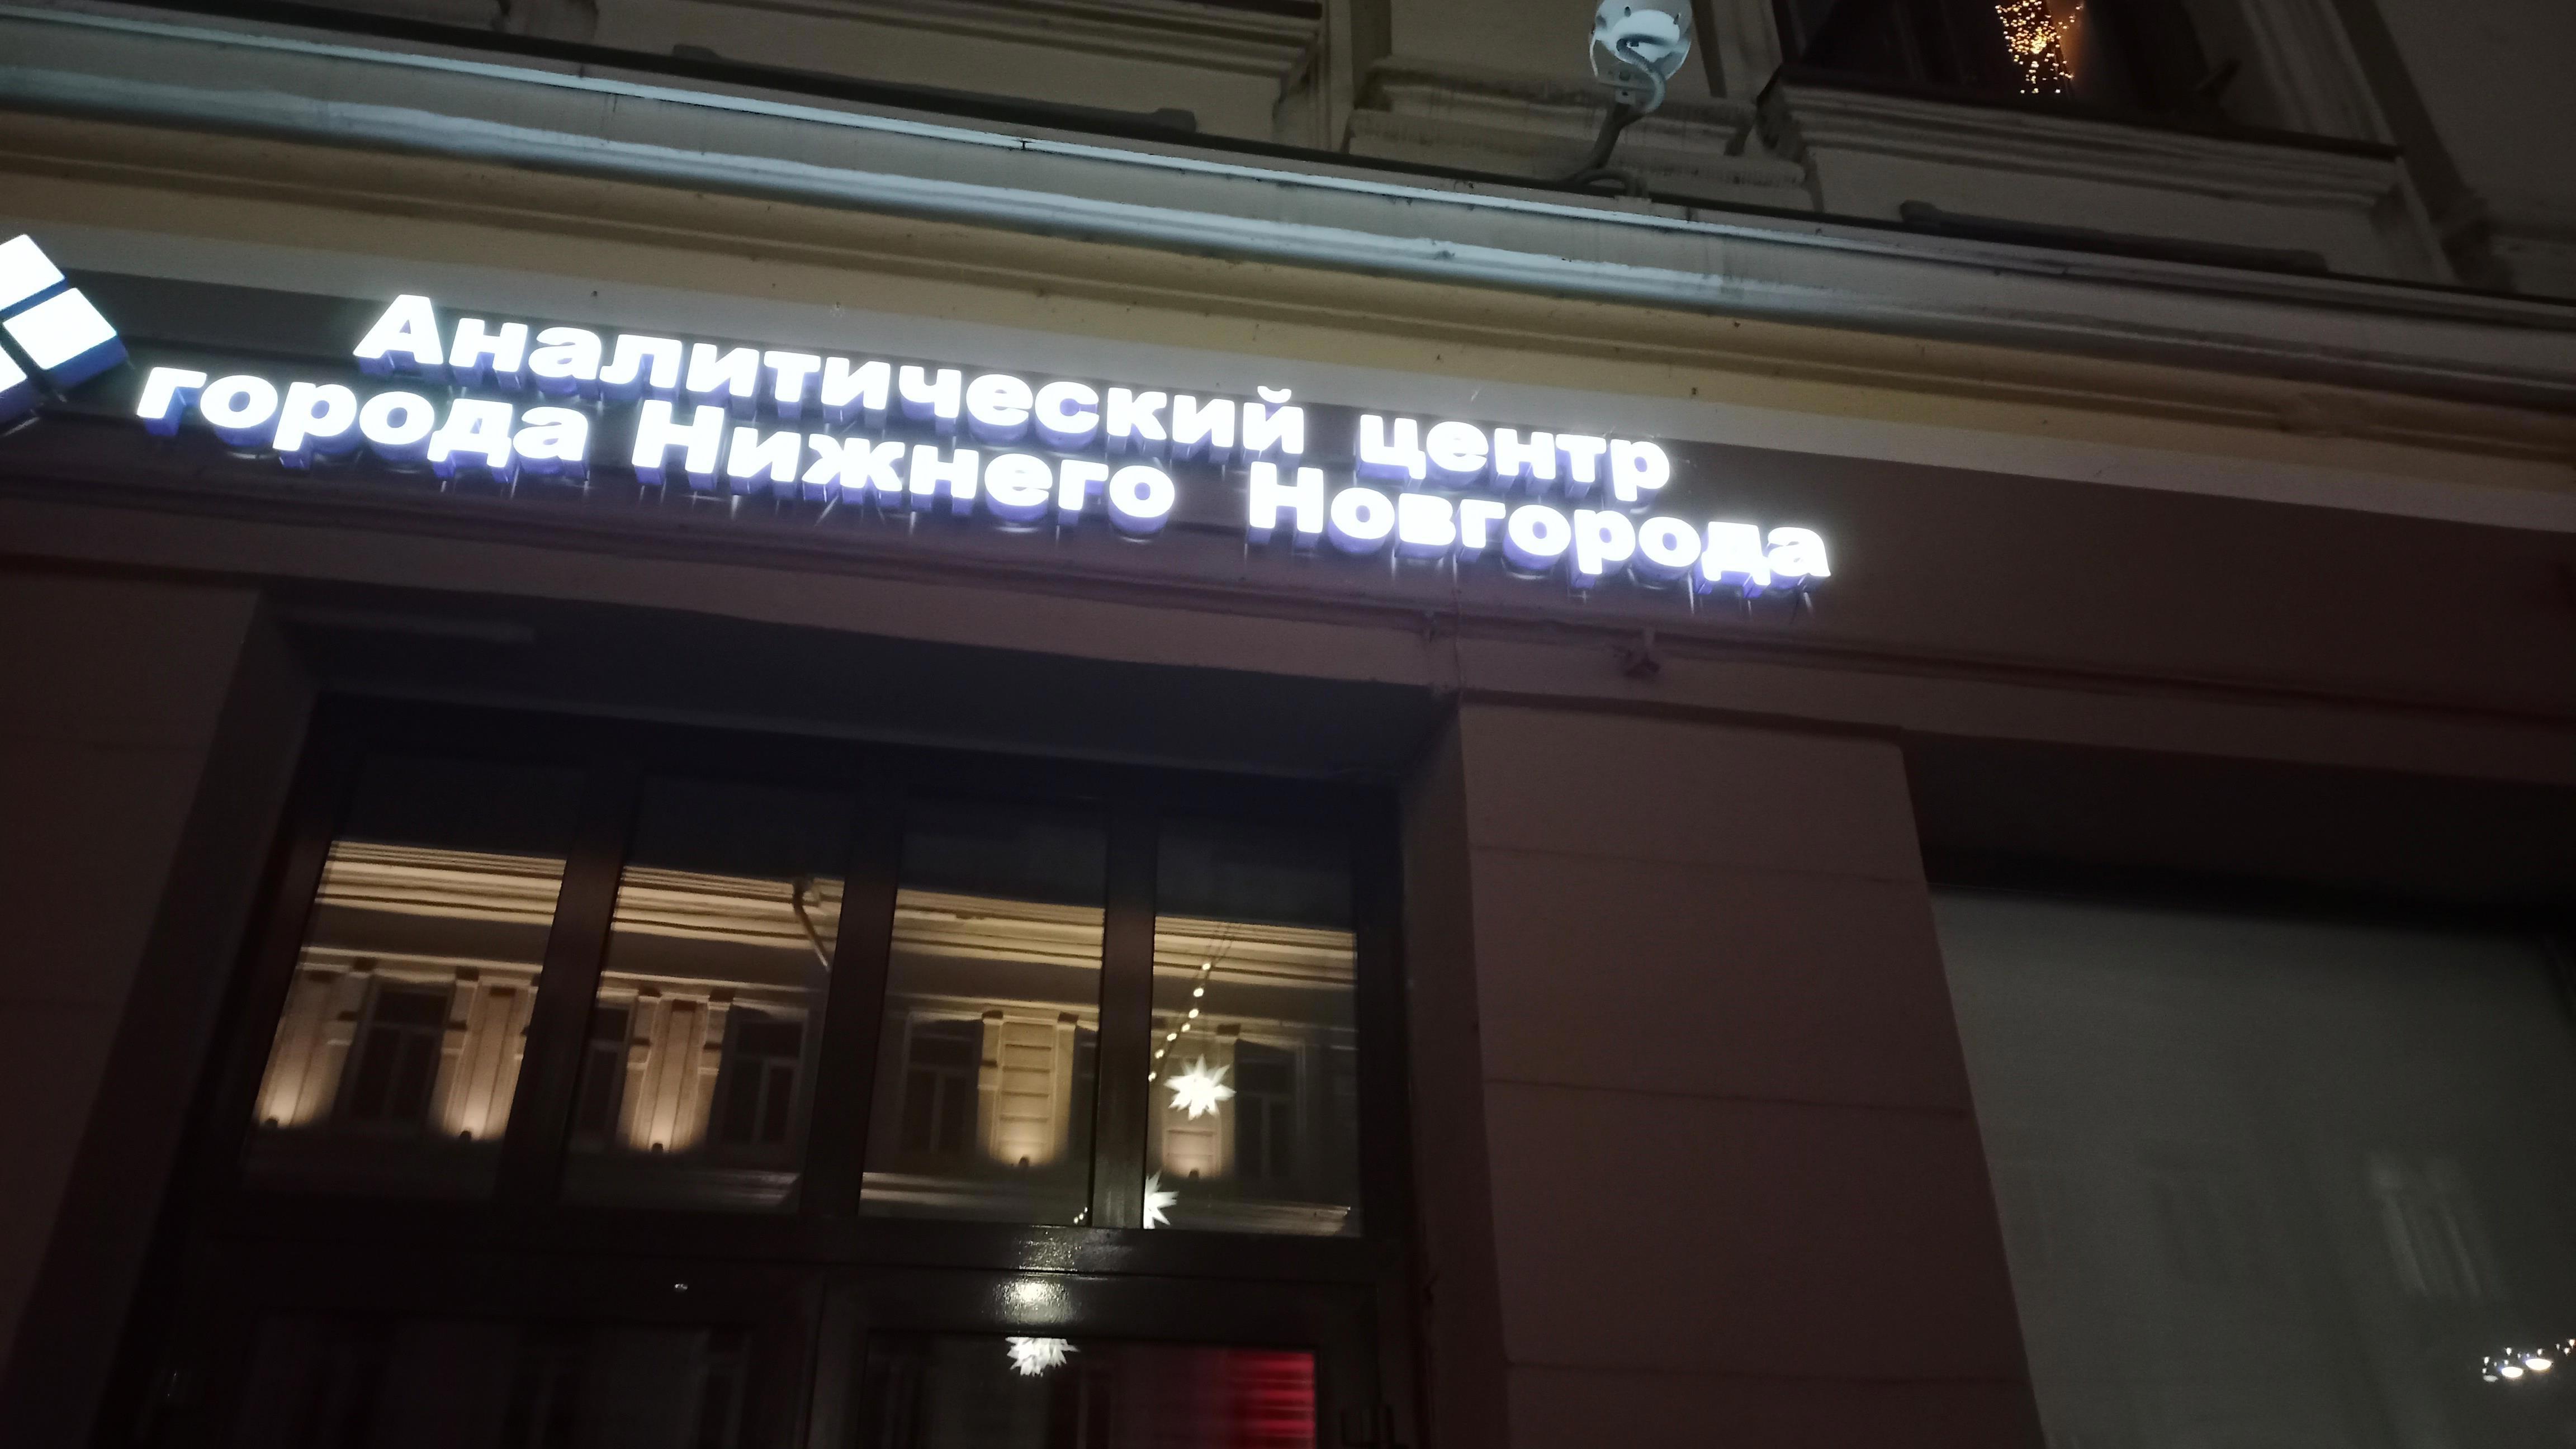 Аналитический центр
города Нижнего Новгорода